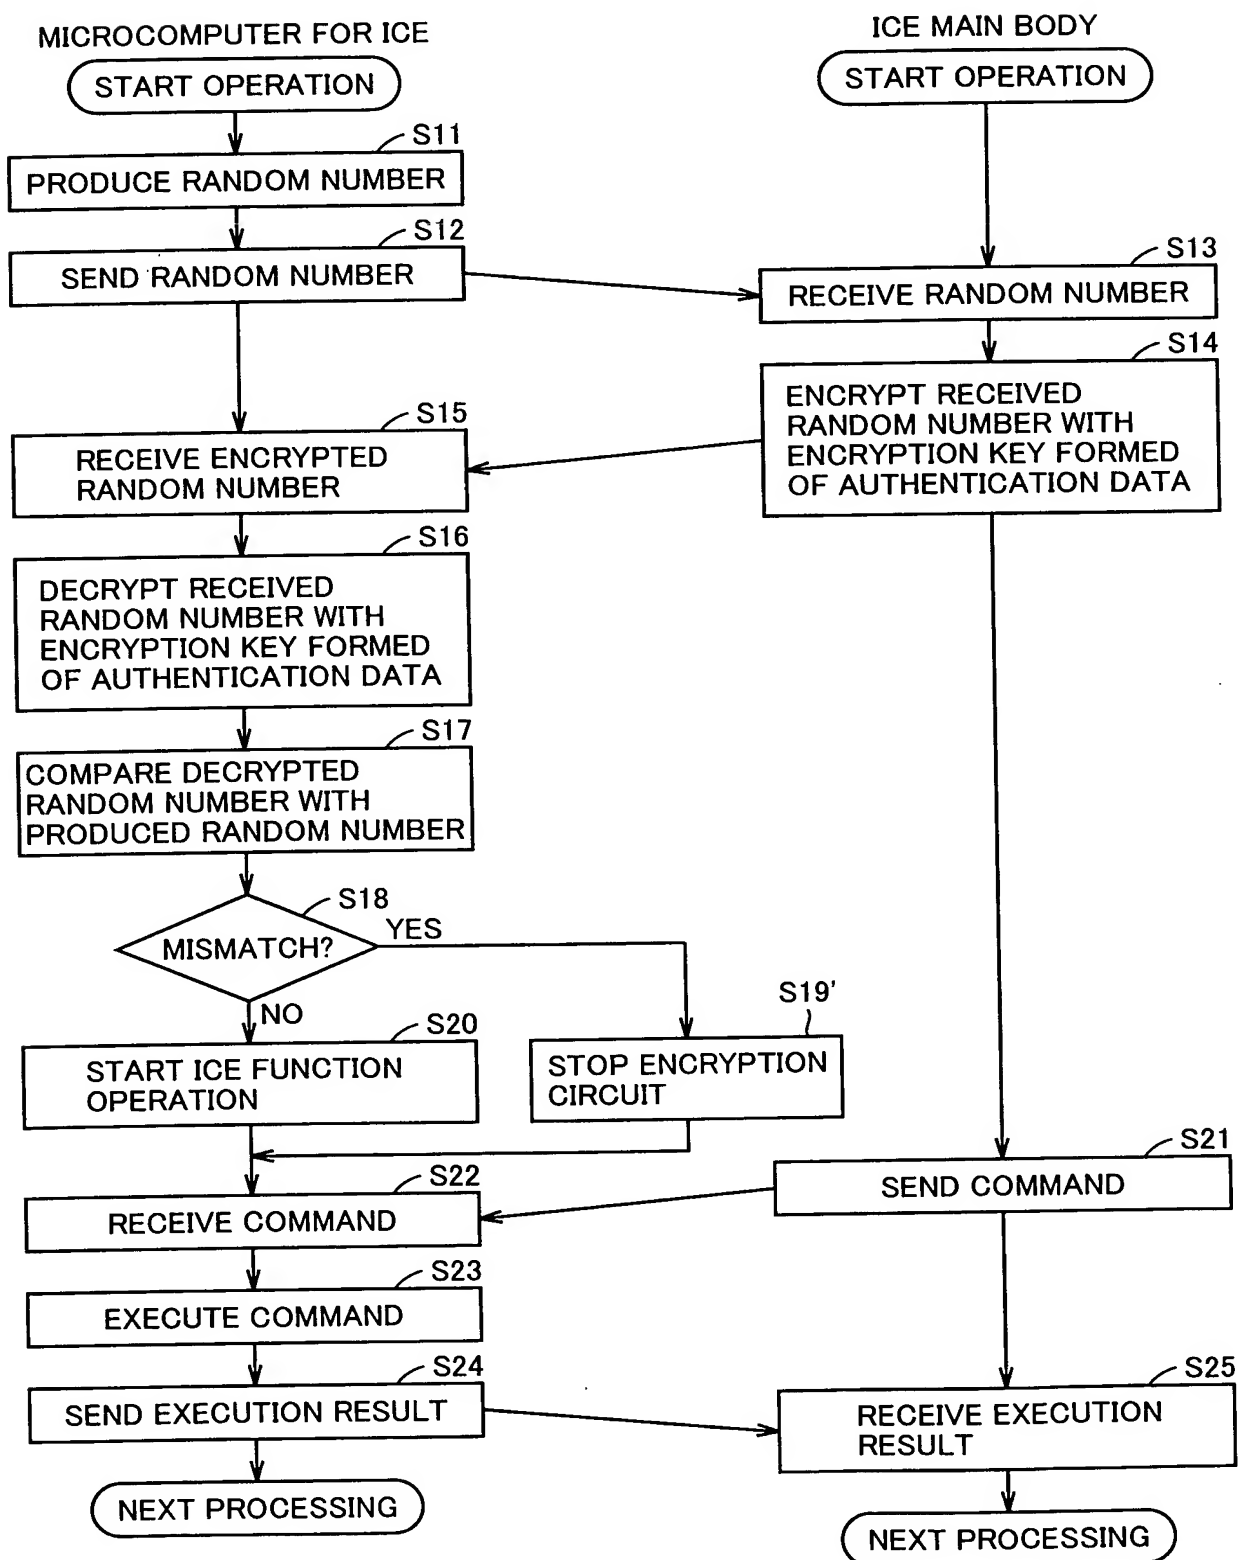 MICROCOMPUTER FOR ICE
START OPERATION
S11
PRODUCE RANDOM NUMBER
S12
SEND RANDOM NUMBER
S15
RECEIVE ENCRYPTED
RANDOM NUMBER
S16
DECRYPT RECEIVED
RANDOM NUMBER WITH
ENCRYPTION KEY FORMED
OF AUTHENTICATION DATA
S17
COMPARE DECRYPTED
RANDOM NUMBER WITH
PRODUCED RANDOM NUMBER
S18
MISMATCH?
YES
NO
S19'
STOP ENCRYPTION
CIRCUIT
S20
START ICE FUNCTION
OPERATION
S22
RECEIVE COMMAND
S23
EXECUTE COMMAND
S24
SEND EXECUTION RESULT
NEXT PROCESSING
ICE MAIN BODY
START OPERATION
S13
RECEIVE RANDOM NUMBER
S14
ENCRYPT RECEIVED
RANDOM NUMBER WITH
ENCRYPTION KEY FORMED
OF AUTHENTICATION DATA
S21
SEND COMMAND
S25
RECEIVE EXECUTION
RESULT
NEXT PROCESSING